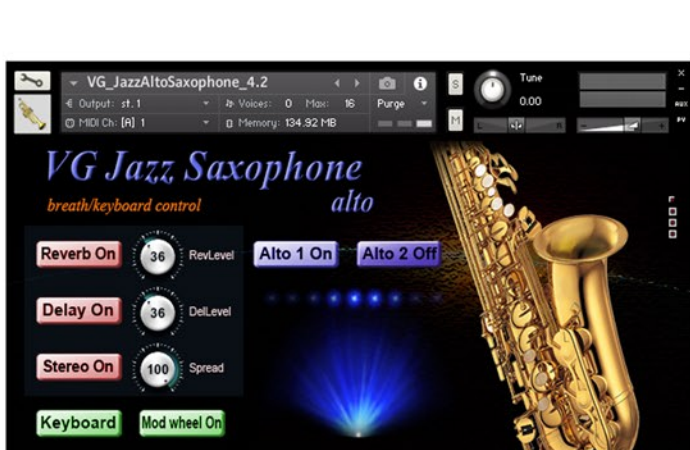 VG_JazzAltoSaxophone_4.2
Output: st.1 Voices: 0 Max: 16 Purge
MIDI Ch: [A] 1 Memory: 134.92 MB
S
M
Tune
0.00
L R
- +
AUX
PV
VG Jazz Saxophone
alto
breath/keyboard control
Reverb On 36 RevLevel Alto 1 On Alto 2 Off
Delay On 36 DelLevel
Stereo On 100 Spread
Keyboard Mod wheel On